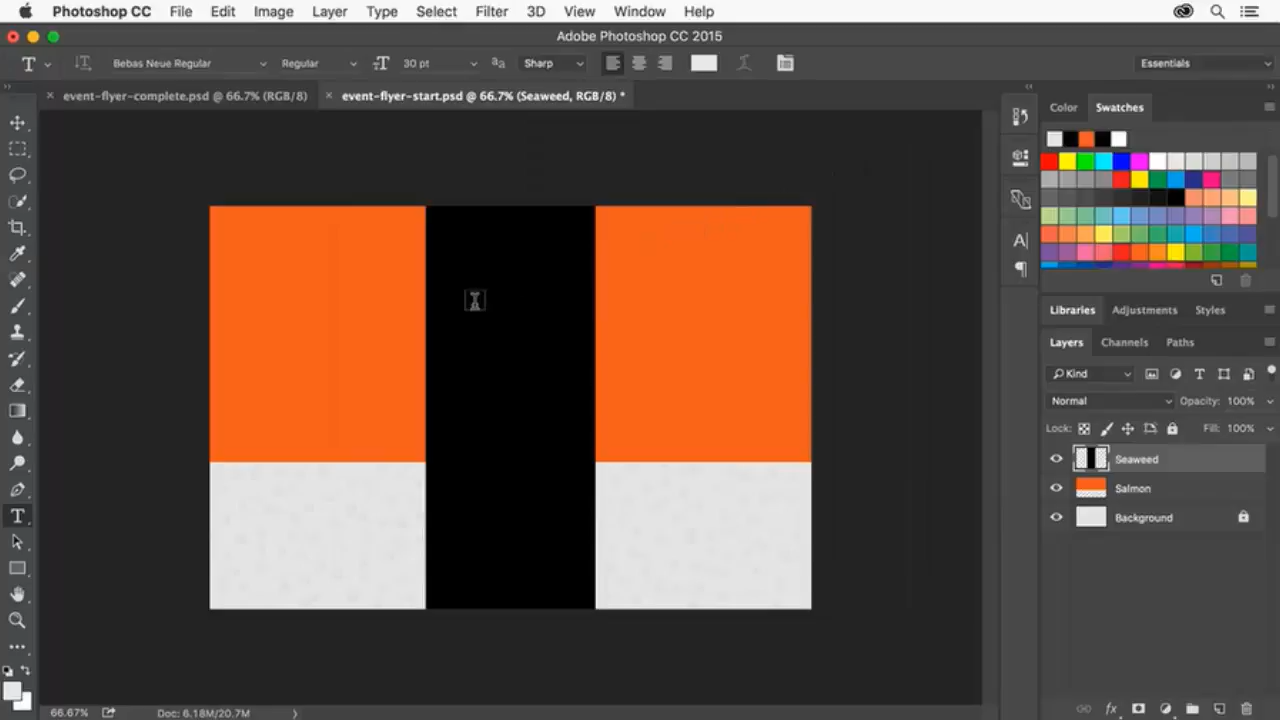 Photoshop CC File Edit Image Layer Type Select Filter 3D View Window Help
Adobe Photoshop CC 2015
T Bebas Neue Regular Regular T 30 pt aa Sharp Essentials
× event-flyer-complete.psd @ 66.7% (RGB/8) × event-flyer-start.psd @ 66.7% (Seaweed, RGB/8) *
Color Swatches
A
Libraries Adjustments Styles
Layers Channels Paths
Kind T
Normal Opacity: 100%
Lock: Fill: 100%
Seaweed
Salmon
T Background
fx
66.67% Doc: 6.18M/20.7M